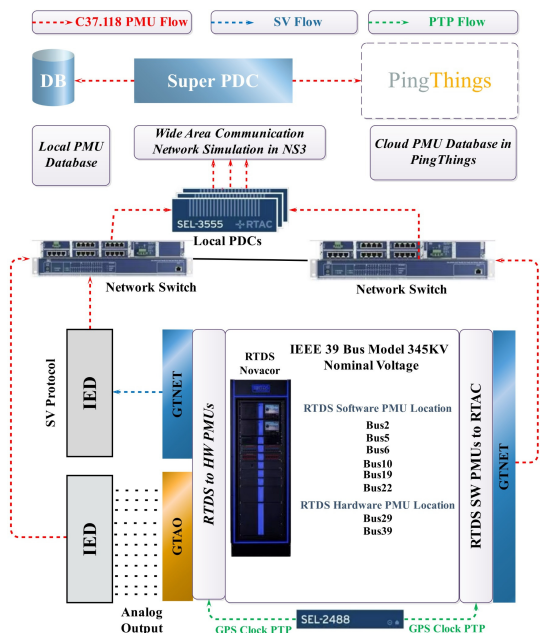 C37.118 PMU Flow
SV Flow
PTP Flow
DB
Super PDC
PingThings
Local PMU
Database
Wide Area Communication
Network Simulation in NS3
Cloud PMU Database in
PingThings
SEL-3555
RTAC
Local PDCs
Network Switch
Network Switch
SV Protocol
IED
GTNET
RTDS to HW PMUs
RTDS
Novacor
IEEE 39 Bus Model 345KV
Nominal Voltage
RTDS Software PMU Location
Bus2
Bus5
Bus6
Bus10
Bus19
Bus22
RTDS Hardware PMU Location
Bus29
Bus39
RTDS SW PMUs to RTAC
GTNET
IED
GTAO
Analog
Output
GPS Clock PTP
SEL-2488
GPS Clock PTP